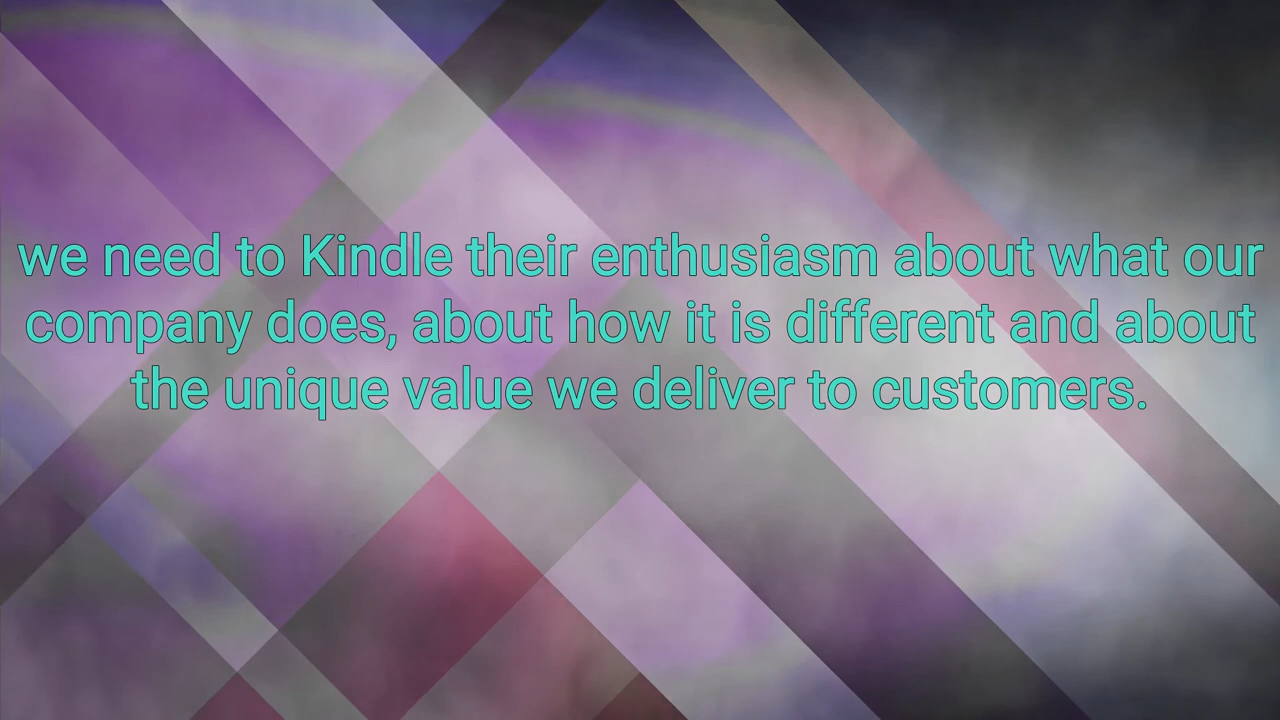 we need to Kindle their enthusiasm about what our
company does, about how it is different and about
the unique value we deliver to customers.